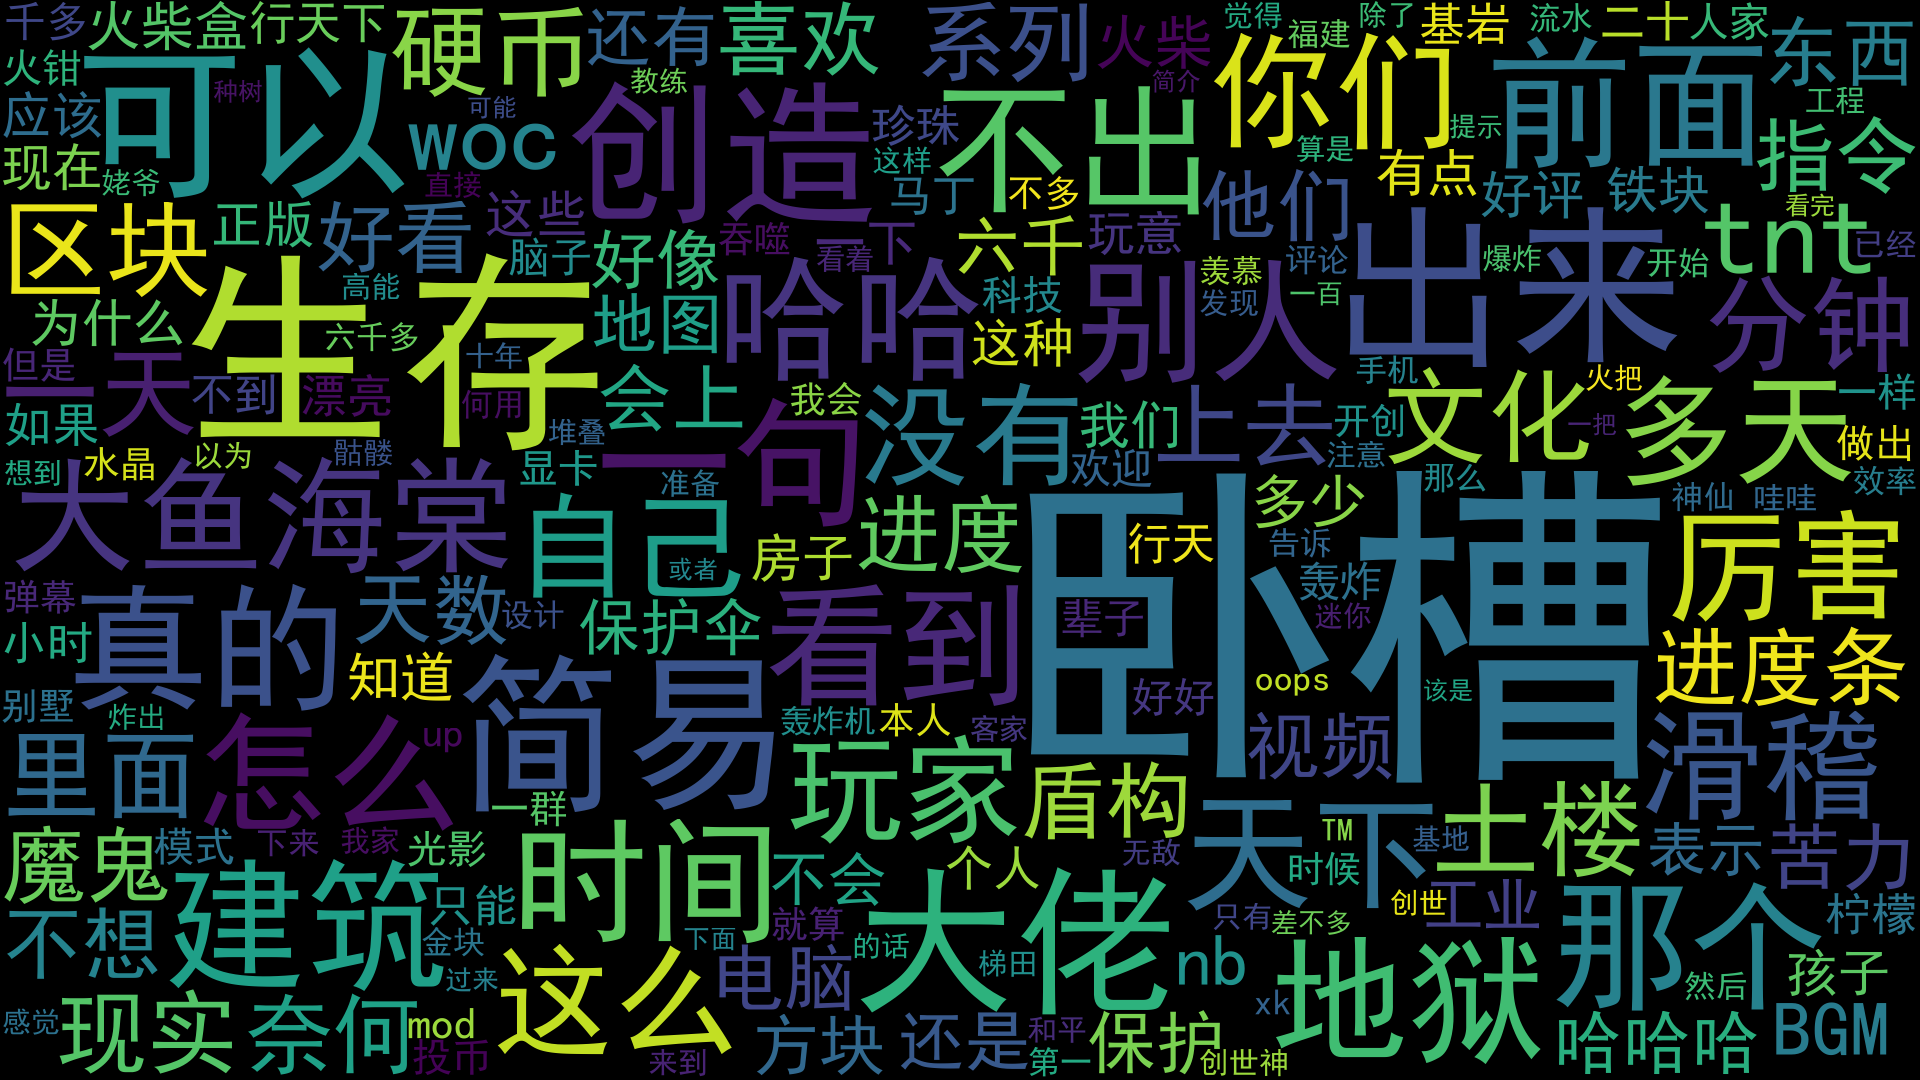 千多 火柴盒 行天下 硬币 还有 喜欢 系列 火柴 觉得 除了 基岩 流水 二十 人家
火钳 种树 可以 教练 可能 创造 简介 不出 你们 福建 前面 东西
应该 woc 珍珠 提示 工程
现在 姥爷 直接 这样 马丁 不多 算是 有点 好评 铁块 指令
区块 正版 好看 这些 吞噬 一下 六千 玩意 他们 看完 tnt 已经
高能 脑子 好像 看着 科技 羡慕 评论 爆炸 开始
为什么 六千多 生存 地图 哈哈 这种 别人 发现 一百 出来 分钟
但是 一天 不到 漂亮 十年 何用 会上 我会 没有 我们 上去 手机 开创 文化 火把 多天 一样
如果 骷髅 堆叠 一句 欢迎 注意 一把 做出
想到 水晶 以为 显卡 准备 多少 那么 神仙 哇哇 效率
大鱼海棠 自己 进度 行天 告诉 卧槽 厉害
弹幕 真的 天数 设计 或者 房子 看到 辈子 轰炸 迷你
小时 知道 保护伞 oops 该是 进度条
别墅 炸出 简易 轰炸机 本人 好好 客家 视频 滑稽
里面 怎么 up 一群 玩家 盾构
魔鬼 模式 下来 我家 光影 时间 不会 个人 无敌 天下 TM 基地 土楼 表示 苦力
不想 建筑 只能 就算 大佬 时候 创世 工业 柠檬
金块 下面 的话 只有 差不多 那个
感觉 现实 奈何 过来 这么 电脑 梯田 nb xk 地狱 然后 孩子
mod 投币 来到 方块 还是 和平 第一 保护 创世神 哈哈哈 BGM